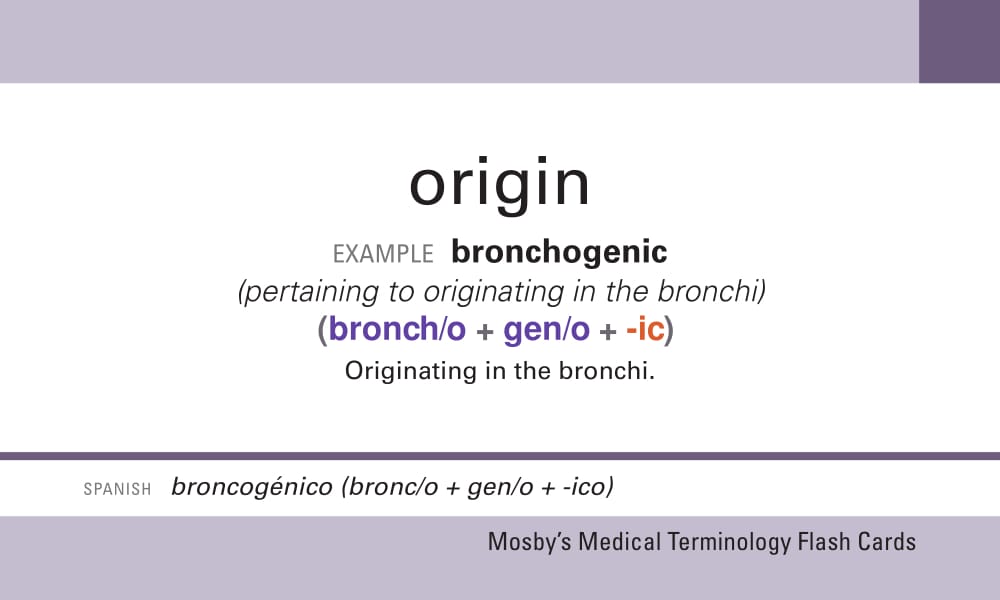 origin
EXAMPLE bronchogenic
(pertaining to originating in the bronchi)
(bronch/o + gen/o + -ic)
Originating in the bronchi.
SPANISH broncogénico (bronc/o + gen/o + -ico)
Mosby's Medical Terminology Flash Cards